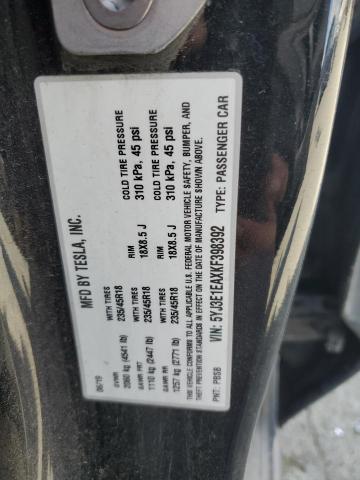 MFD BY TESLA, INC.
06/19
GVWR
2060 kg (4541 lb)
GAWR FRT WITH TIRES RIM COLD TIRE PRESSURE
1110 kg (2447 lb) 235/45R18 18X8.5 J 310 kPa, 45 psi
GAWR RR WITH TIRES RIM COLD TIRE PRESSURE
1257 kg (2771 lb) 235/45R18 18X8.5 J 310 kPa, 45 psi
THIS VEHICLE CONFORMS TO ALL APPLICABLE U.S. FEDERAL MOTOR VEHICLE SAFETY, BUMPER, AND
THEFT PREVENTION STANDARDS IN EFFECT ON THE DATE OF MANUFACTURE SHOWN ABOVE.
VIN: 5YJ3E1EAXKF398392 TYPE: PASSENGER CAR
PNT: PBSB